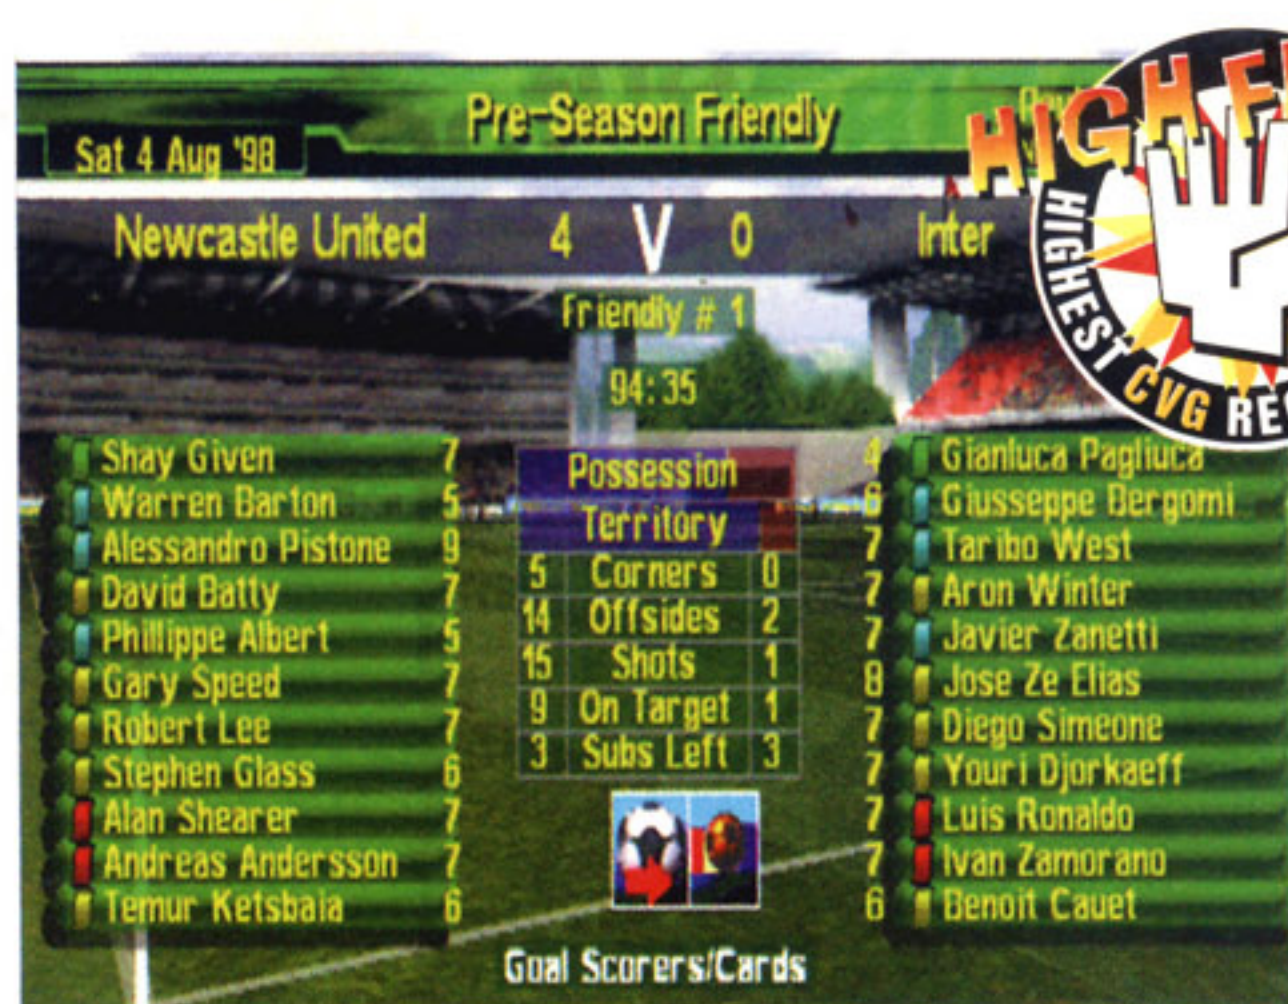 Pre-Season Friendly
Sat 4 Aug '98
HIGH
HIGHEST CVG
Newcastle United 4 V 0 Inter
Friendly # 1
94:35
Shay Given 7
Warren Barton 5
Alessandro Pistone 9
David Batty 7
Phillippe Albert 5
Gary Speed 7
Robert Lee 7
Stephen Glass 6
Alan Shearer 7
Andreas Andersson 7
Temur Ketsbaia 6
Possession
Territory
5 Corners 0
14 Offsides 2
15 Shots 1
9 On Target 1
3 Subs Left 3
4 Gianluca Pagliuca
6 Giusseppe Bergomi
7 Taribo West
7 Aron Winter
7 Javier Zanetti
8 Jose Ze Elias
7 Diego Simeone
7 Youri Djorkaeff
7 Luis Ronaldo
7 Ivan Zamorano
6 Benoit Cauet
Goal Scorers/Cards